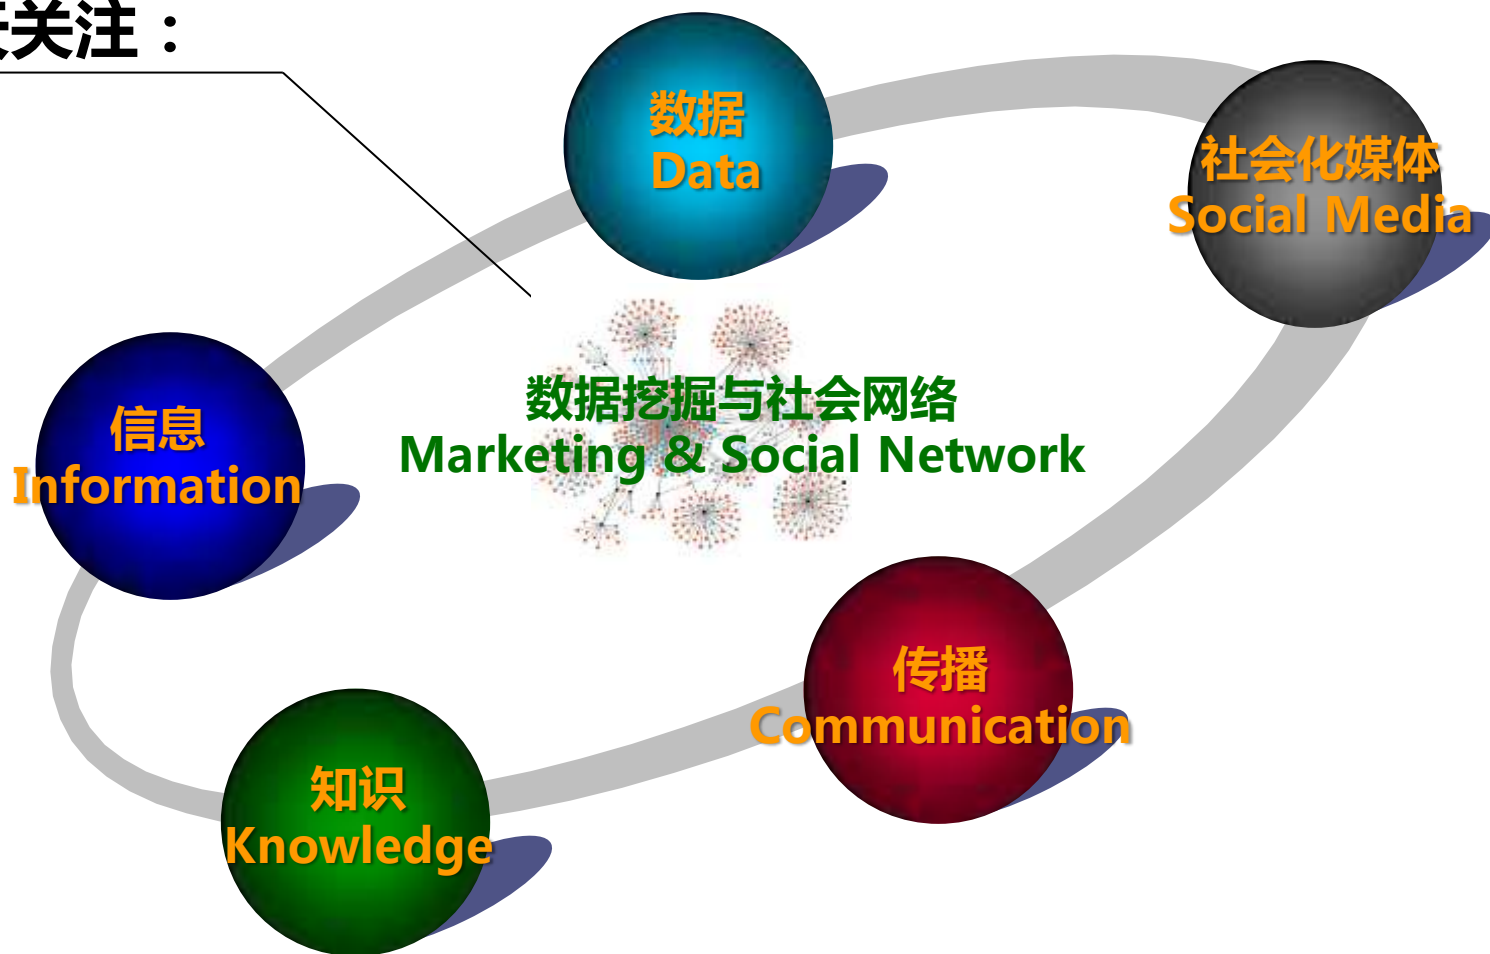 关注：
数据
Data
社会化媒体
Social Media
数据挖掘与社会网络
Marketing & Social Network
信息
Information
传播
Communication
知识
Knowledge